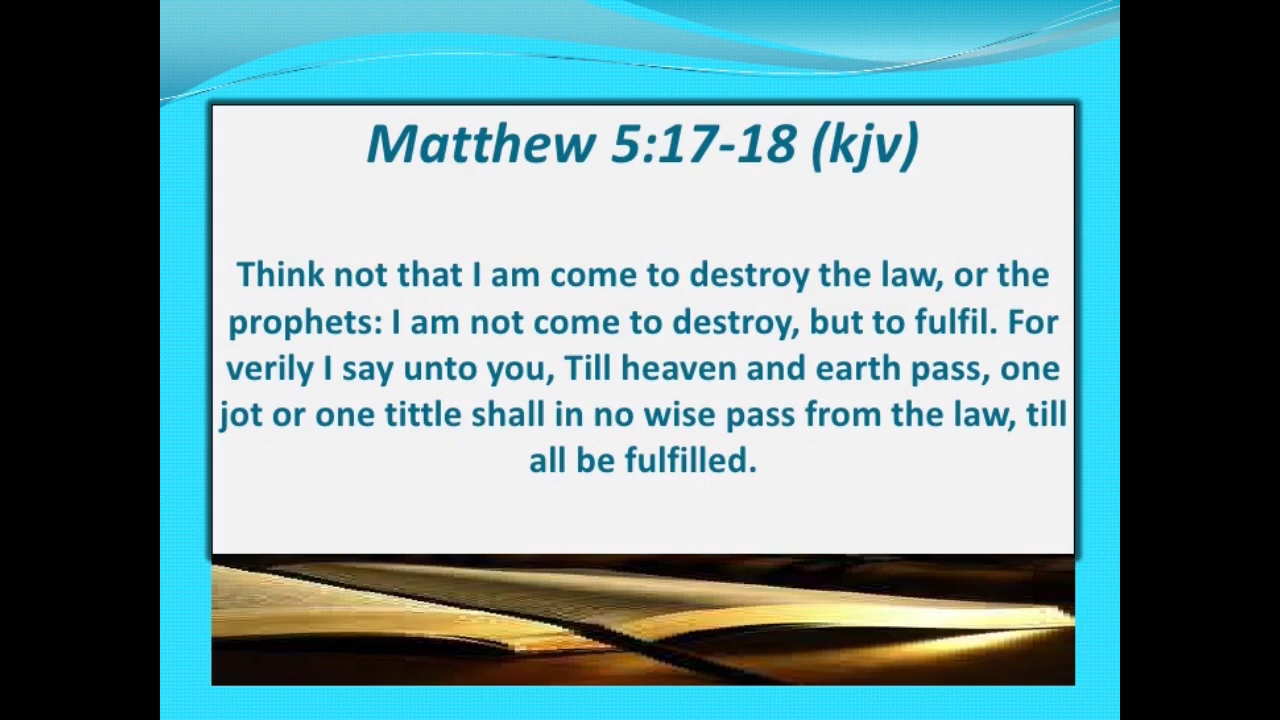 Matthew 5:17-18 (kjv)
Think not that I am come to destroy the law, or the
prophets: I am not come to destroy, but to fulfil. For
verily I say unto you, Till heaven and earth pass, one
jot or one tittle shall in no wise pass from the law, till
all be fulfilled.